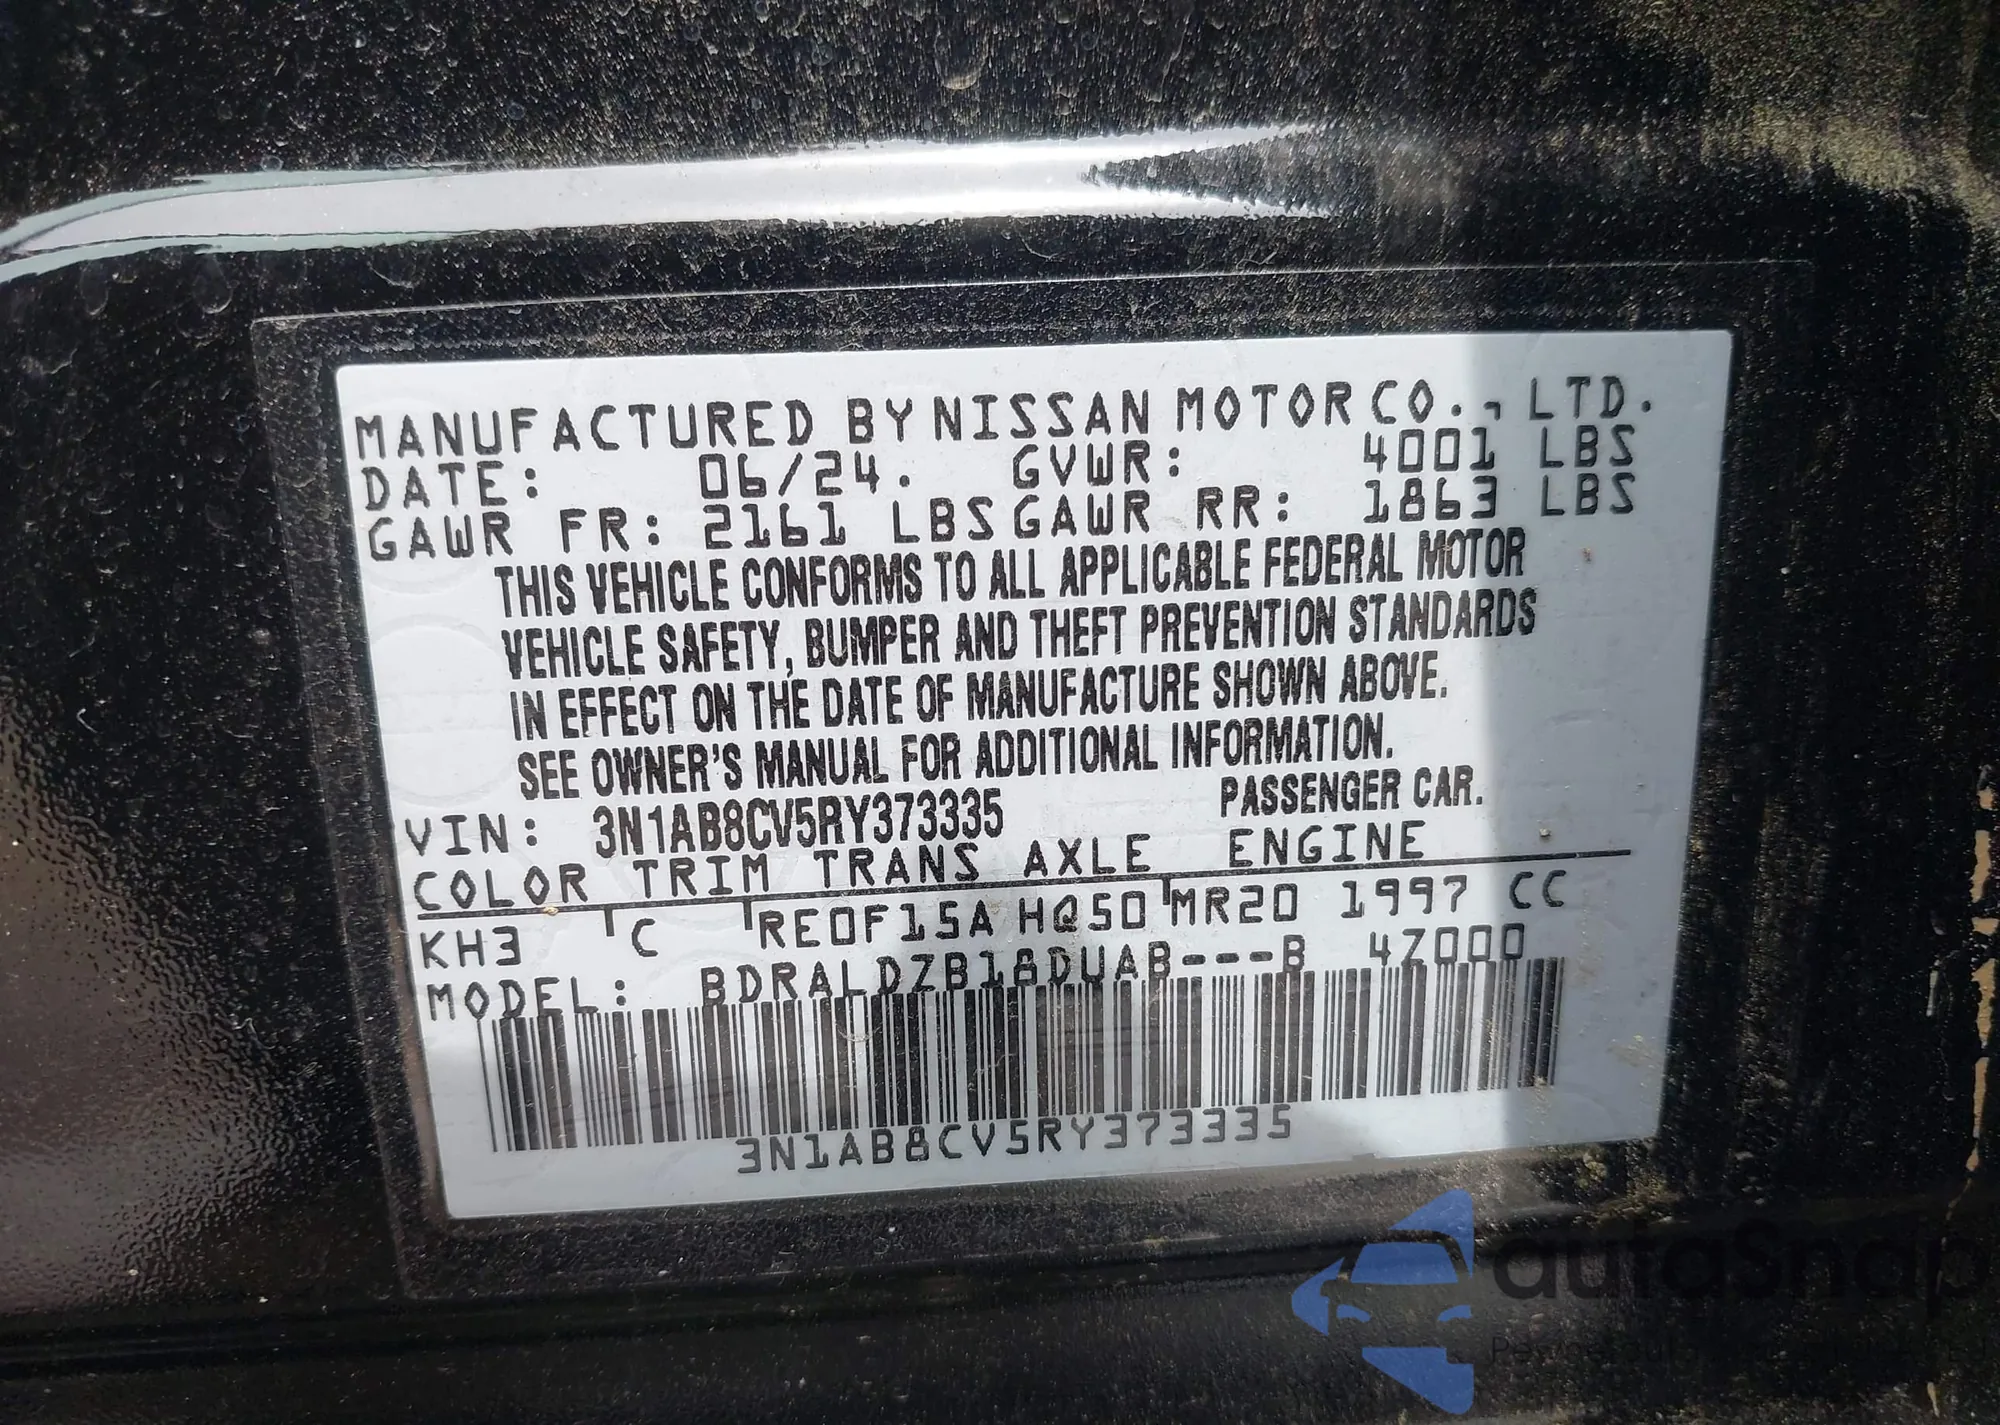 MANUFACTURED BY NISSAN MOTOR CO., LTD.
DATE: 06/24. GVWR: 4001 LBS
GAWR FR: 2161 LBS GAWR RR: 1863 LBS
THIS VEHICLE CONFORMS TO ALL APPLICABLE FEDERAL MOTOR
VEHICLE SAFETY, BUMPER AND THEFT PREVENTION STANDARDS
IN EFFECT ON THE DATE OF MANUFACTURE SHOWN ABOVE.
SEE OWNER'S MANUAL FOR ADDITIONAL INFORMATION.
VIN: 3N1AB8CV5RY373335 PASSENGER CAR.
COLOR TRIM TRANS AXLE ENGINE
KH3 C RE0F15A HQ50 MR20 1997 CC
MODEL: BDRALDZB18DUAB---B 4Z000
3N1AB8CV5RY373335
autaSnap